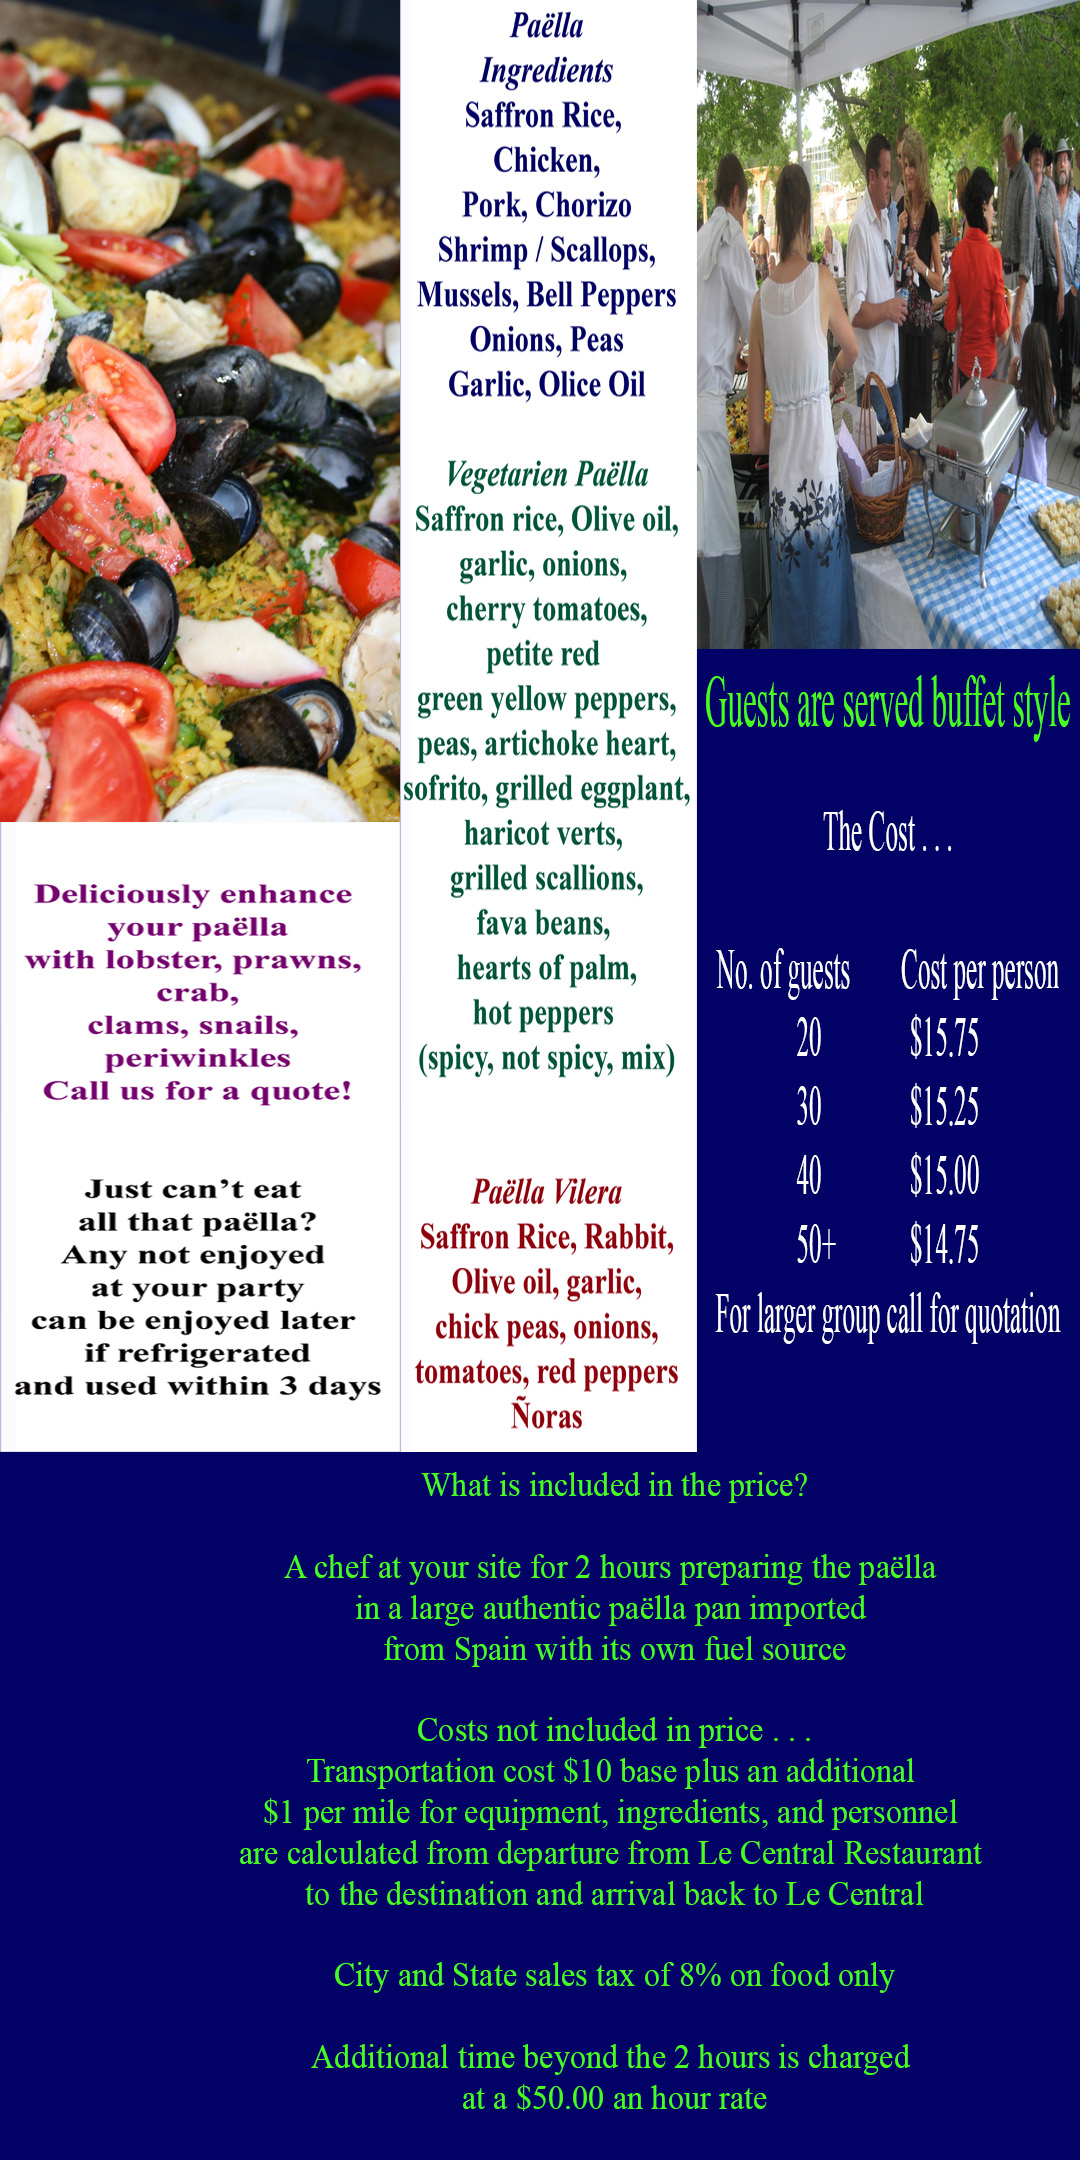 Paëlla
Ingredients
Saffron Rice,
Chicken,
Pork, Chorizo
Shrimp / Scallops,
Mussels, Bell Peppers
Onions, Peas
Garlic, Olice Oil
Vegetarien Paëlla
Saffron rice, Olive oil,
garlic, onions,
cherry tomatoes,
petite red
green yellow peppers,
peas, artichoke heart,
sofrito, grilled eggplant,
haricot verts,
grilled scallions,
fava beans,
hearts of palm,
hot peppers
(spicy, not spicy, mix)
Paëlla Vilera
Saffron Rice, Rabbit,
Olive oil, garlic,
chick peas, onions,
tomatoes, red peppers
Ñoras
Deliciously enhance
your paëlla
with lobster, prawns,
crab,
clams, snails,
periwinkles
Call us for a quote!
Just can’t eat
all that paëlla?
Any not enjoyed
at your party
can be enjoyed later
if refrigerated
and used within 3 days
Guests are served buffet style
The Cost . . .
No. of guests Cost per person
20 $15.75
30 $15.25
40 $15.00
50+ $14.75
For larger group call for quotation
What is included in the price?
A chef at your site for 2 hours preparing the paëlla
in a large authentic paëlla pan imported
from Spain with its own fuel source
Costs not included in price . . .
Transportation cost $10 base plus an additional
$1 per mile for equipment, ingredients, and personnel
are calculated from departure from Le Central Restaurant
to the destination and arrival back to Le Central
City and State sales tax of 8% on food only
Additional time beyond the 2 hours is charged
at a $50.00 an hour rate